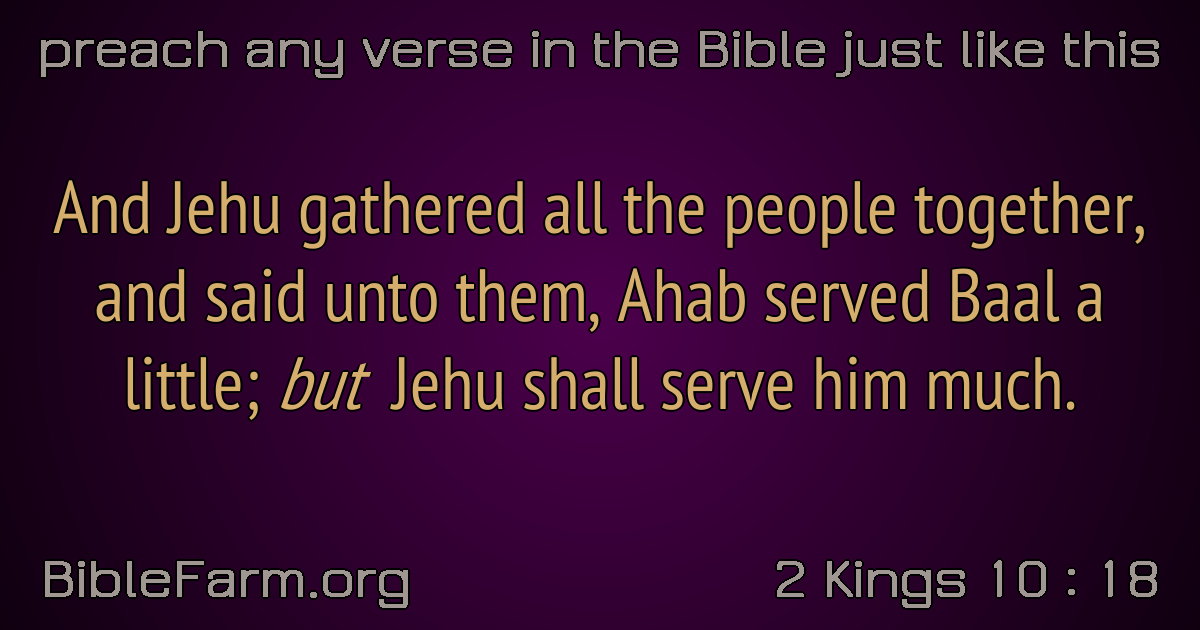 preach any verse in the Bible just like this
And Jehu gathered all the people together,
and said unto them, Ahab served Baal a
little; but Jehu shall serve him much.
BibleFarm.org
2 Kings 10 : 18